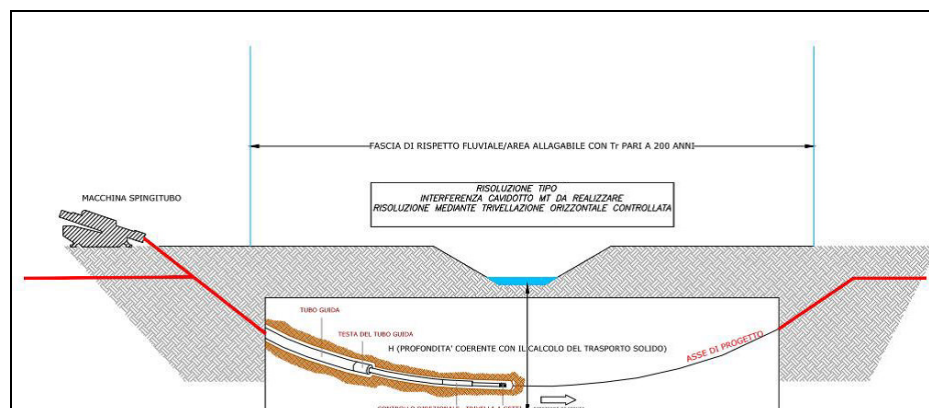 FASCIA DI RISPETTO FLUVIALE/AREA ALLAGABILE CON Tr PARI A 200 ANNI
RISOLUZIONE TIPO
INTERFERENZA CAVIDOTTO MT DA REALIZZARE
RISOLUZIONE MEDIANTE TRIVELLAZIONE ORIZZONTALE CONTROLLATA
MACCHINA SPINGITUBO
TUBO GUIDA
TESTA DEL TUBO GUIDA
H (PROFONDITA' COERENTE CON IL CALCOLO DEL TRASPORTO SOLIDO)
ASSE DI PROGETTO